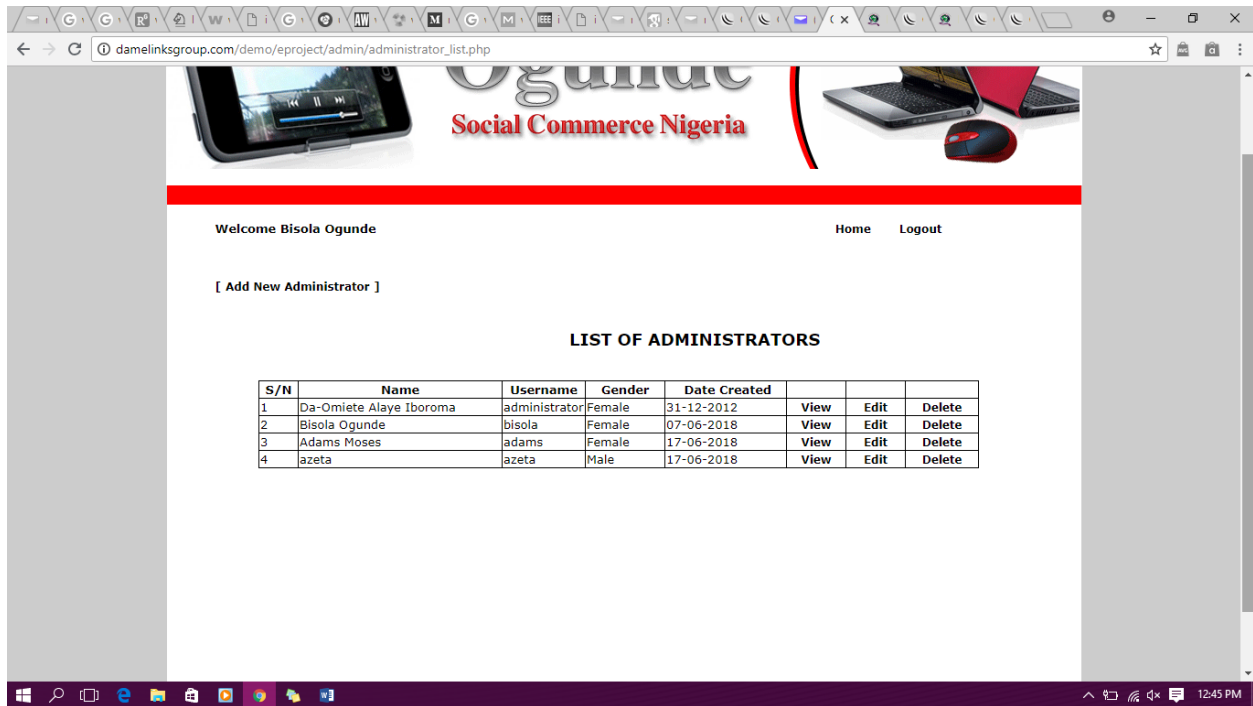 damelinksgroup.com/demo/eproject/admin/administrator_list.php
Ogunde
Social Commerce Nigeria
Welcome Bisola Ogunde Home Logout
[ Add New Administrator ]
LIST OF ADMINISTRATORS
S/N Name Username Gender Date Created
1 Da-Omiete Alaye Iboroma administrator Female 31-12-2012 View Edit Delete
2 Bisola Ogunde bisola Female 07-06-2018 View Edit Delete
3 Adams Moses adams Female 17-06-2018 View Edit Delete
4 azeta azeta Male 17-06-2018 View Edit Delete
12:45 PM